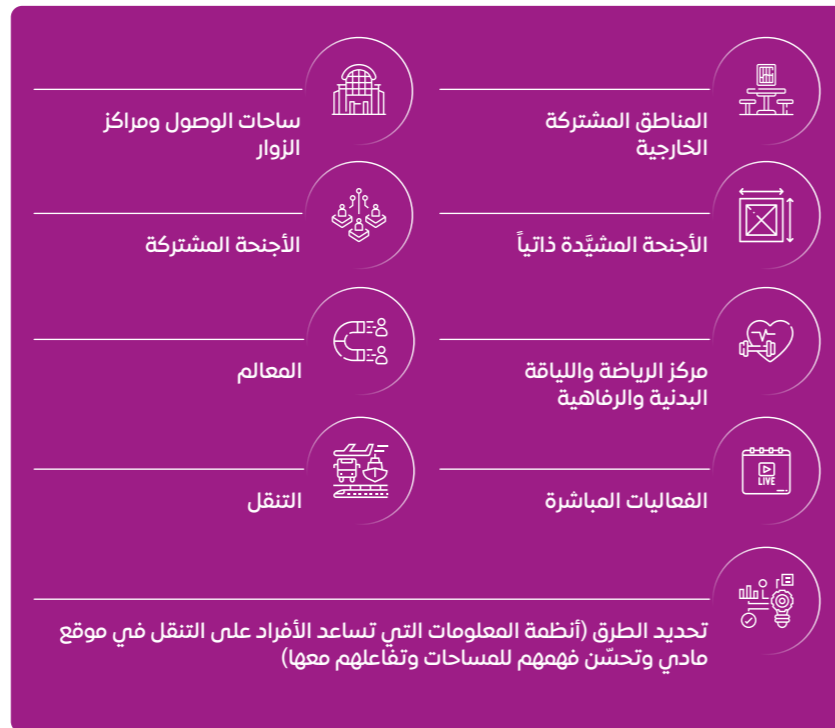 المناطق المشتركة
الخارجية
ساحات الوصول ومراكز
الزوار
الأجنحة المشيَّدة ذاتياً
الأجنحة المشتركة
مركز الرياضة واللياقة
البدنية والرفاهية
المعالم
LIVE
الفعاليات المباشرة
التنقل
تحديد الطرق (أنظمة المعلومات التي تساعد الأفراد على التنقل في موقع
مادي وتحسّن فهمهم للمساحات وتفاعلهم معها)